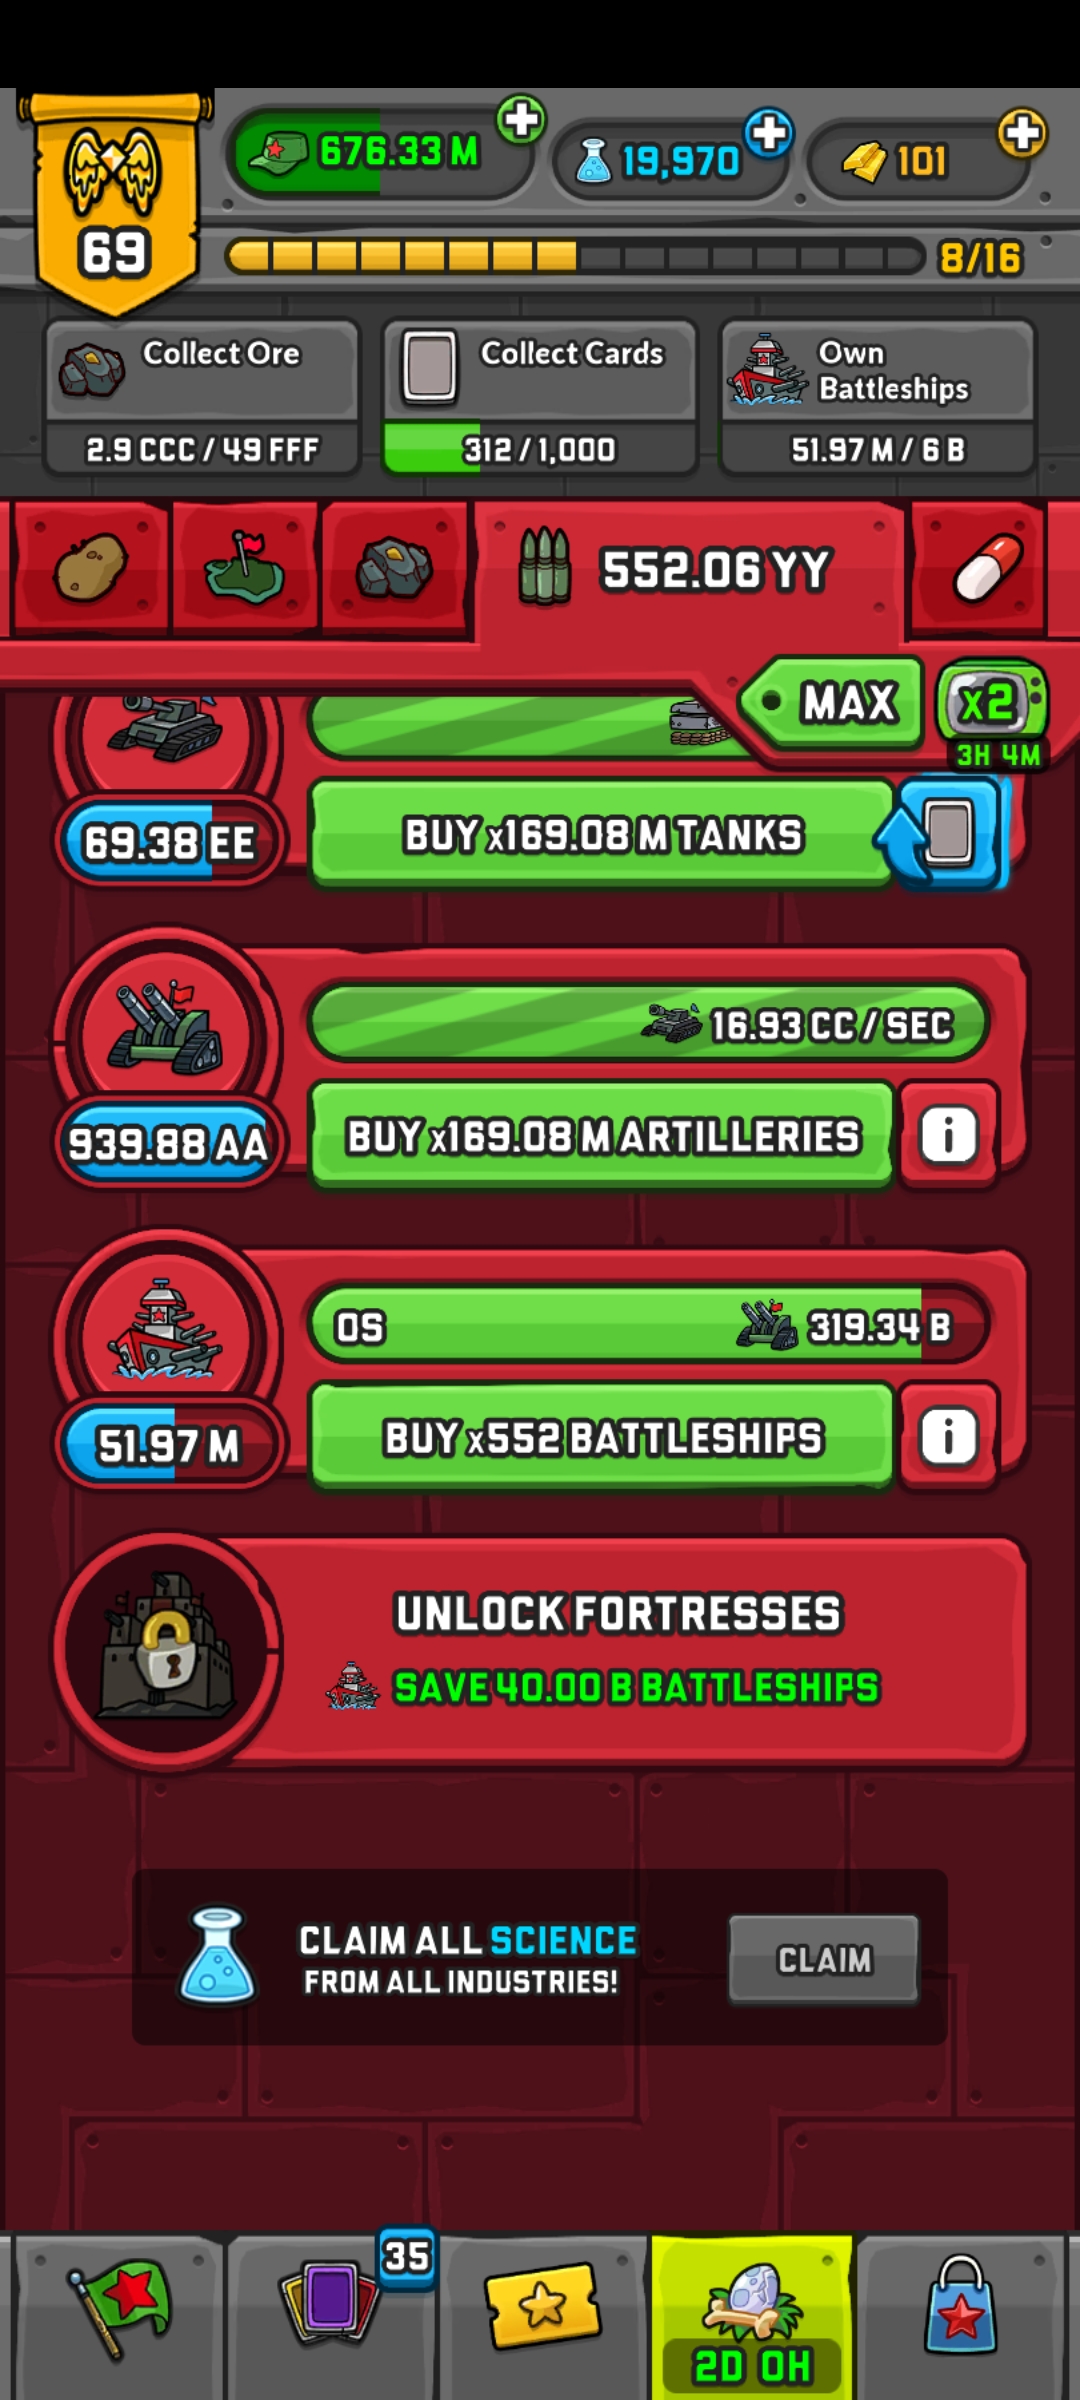 676.33 M
19,970
101
69
8/16
Collect Ore
2.9 CCC / 49 FFF
Collect Cards
312 / 1,000
Own
Battleships
51.97 M / 6 B
552.06 YY
MAX
x2
3H 4M
69.38 EE
BUY x169.08 M TANKS
16.93 CC / SEC
939.88 AA
BUY x169.08 M ARTILLERIES
i
0S
319.34 B
51.97 M
BUY x552 BATTLESHIPS
i
UNLOCK FORTRESSES
SAVE 40.00 B BATTLESHIPS
CLAIM ALL SCIENCE
FROM ALL INDUSTRIES!
CLAIM
35
2D 0H